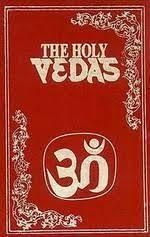 THE HOLY
VEDAS
ॐ